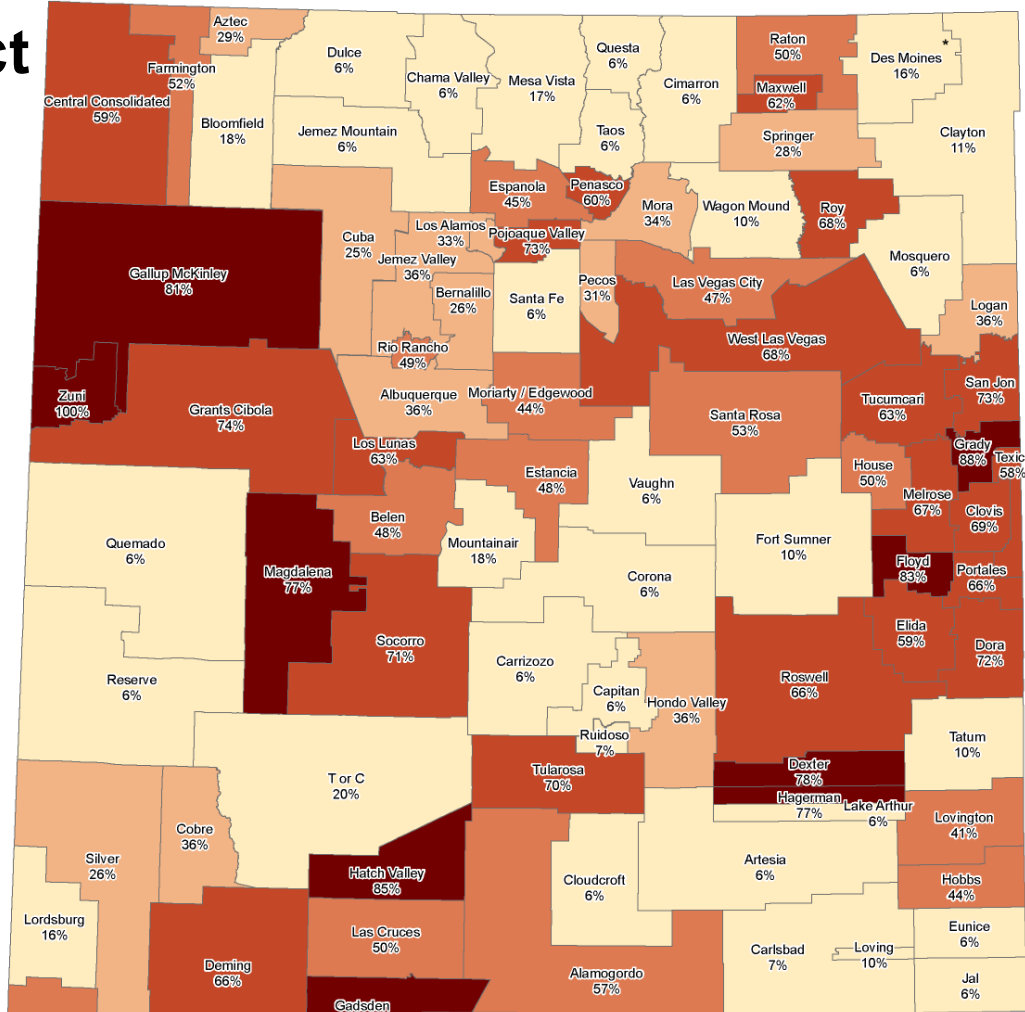 ct
Aztec
29%
Farmington
52%
Central Consolidated
59%
Bloomfield
18%
Dulce
6%
Jemez Mountain
6%
Chama Valley
6%
Mesa Vista
17%
Questa
6%
Taos
6%
Cimarron
6%
Raton
50%
Maxwell
62%
Springer
28%
Des Moines
16%
*
Clayton
11%
Espanola
45%
Penasco
60%
Mora
34%
Wagon Mound
10%
Roy
68%
Mosquero
6%
Gallup McKinley
81%
Cuba
25%
Los Alamos
33%
Pojoaque Valley
73%
Jemez Valley
36%
Bernalillo
26%
Santa Fe
6%
Pecos
31%
Las Vegas City
47%
Logan
36%
West Las Vegas
68%
Rio Rancho
49%
Zuni
100%
Grants Cibola
74%
Albuquerque
36%
Moriarty / Edgewood
44%
Santa Rosa
53%
Tucumcari
63%
San Jon
73%
Los Lunas
63%
Grady
88%
Texic
58%
Estancia
48%
Vaughn
6%
House
50%
Melrose
67%
Clovis
69%
Belen
48%
Quemado
6%
Mountainair
18%
Fort Sumner
10%
Magdalena
77%
Corona
6%
Floyd
83%
Portales
66%
Socorro
71%
Elida
59%
Dora
72%
Reserve
6%
Carrizozo
6%
Capitan
6%
Hondo Valley
36%
Roswell
66%
Ruidoso
7%
Tatum
10%
T or C
20%
Tularosa
70%
Dexter
78%
Hagerman
77%
Lake Arthur
6%
Lovington
41%
Cobre
36%
Silver
26%
Hatch Valley
85%
Cloudcroft
6%
Artesia
6%
Hobbs
44%
Lordsburg
16%
Las Cruces
50%
Eunice
6%
Carlsbad
7%
Loving
10%
Deming
66%
Alamogordo
57%
Jal
6%
Gadsden